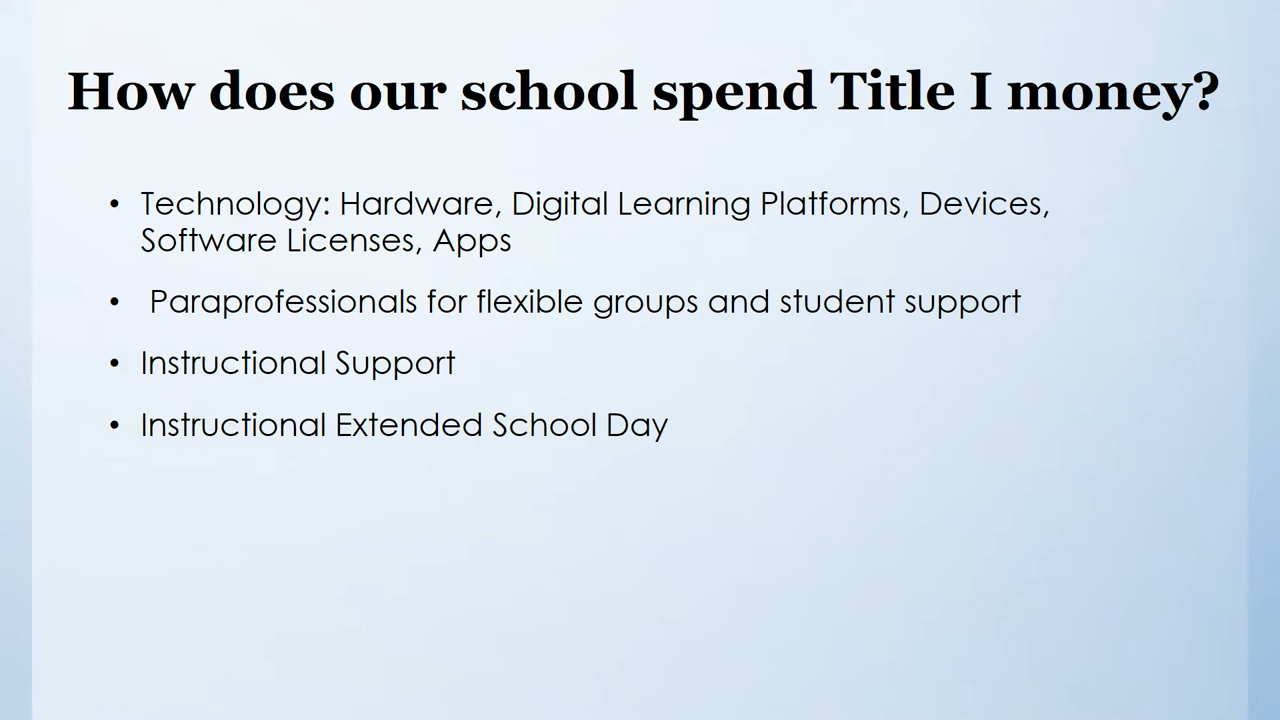 How does our school spend Title I money?
• Technology: Hardware, Digital Learning Platforms, Devices,
Software Licenses, Apps
• Paraprofessionals for flexible groups and student support
• Instructional Support
• Instructional Extended School Day